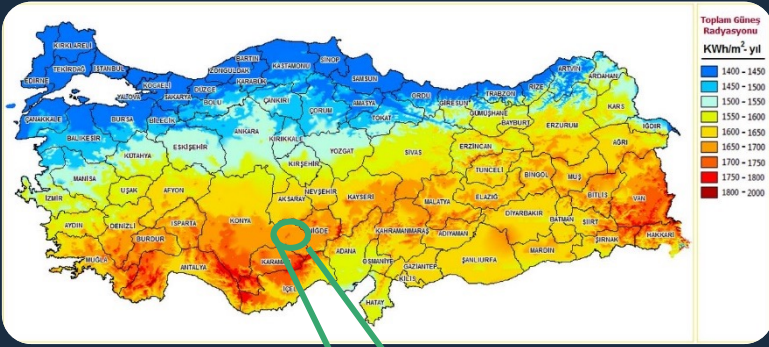 Toplam Güneş
Radyasyonu
KWh/m²- yıl
1400 - 1450
1450 - 1500
1500 - 1550
1550 - 1600
1600 - 1650
1650 - 1700
1700 - 1750
1750 - 1800
1800 - 2000
KIRKLARELİ
EDİRNE
TEKİRDAĞ
İSTANBUL
KOCAELİ
YALOVA
SAKARYA
DÜZCE
BOLU
ZONGULDAK
BARTIN
KARABÜK
KASTAMONU
SİNOP
SAMSUN
ÇANKIRI
ÇORUM
AMASYA
TOKAT
ORDU
GİRESUN
TRABZON
RİZE
ARTVİN
ARDAHAN
GÜMÜŞHANE
BAYBURT
ERZURUM
KARS
IĞDIR
AĞRI
ÇANAKKALE
BALIKESİR
BURSA
BİLECİK
ESKİŞEHİR
KÜTAHYA
ANKARA
KIRIKKALE
KIRŞEHİR
YOZGAT
SİVAS
ERZİNCAN
TUNCELİ
BİNGÖL
MUŞ
BİTLİS
VAN
MANİSA
İZMİR
UŞAK
AFYON
AKSARAY
NEVŞEHİR
KAYSERİ
MALATYA
ELAZIĞ
DİYARBAKIR
BATMAN
SİİRT
ŞIRNAK
HAKKARİ
AYDIN
DENİZLİ
BURDUR
ISPARTA
KONYA
NİĞDE
KAHRAMANMARAŞ
ADIYAMAN
MUĞLA
ANTALYA
İÇEL
ADANA
OSMANİYE
GAZİANTEP
KİLİS
ŞANLIURFA
MARDİN
HATAY